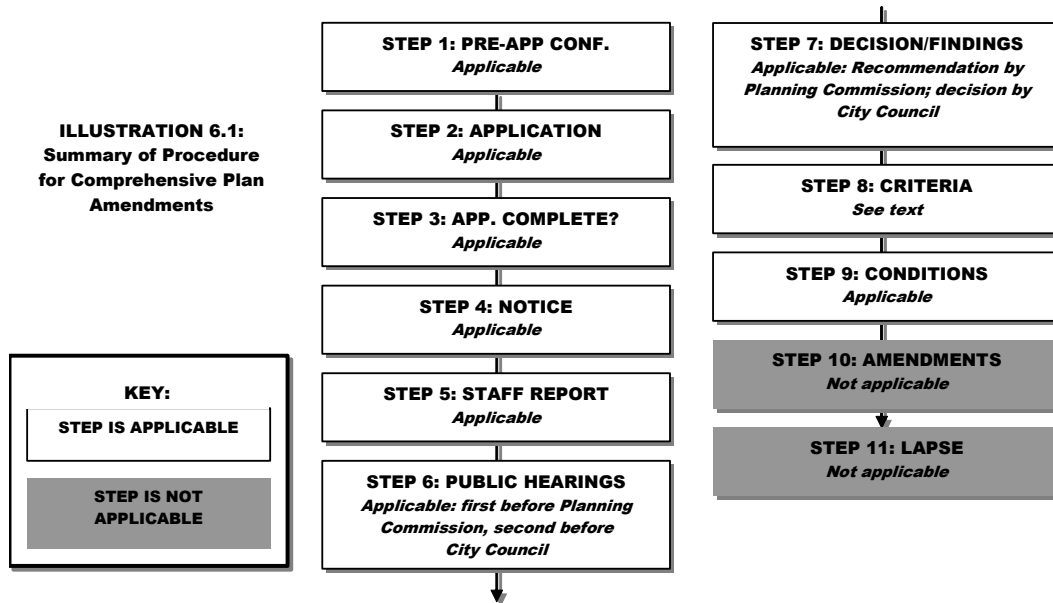 ILLUSTRATION 6.1:
Summary of Procedure
for Comprehensive Plan
Amendments
KEY:
STEP IS APPLICABLE
STEP IS NOT
APPLICABLE
STEP 1: PRE-APP CONF.
Applicable
STEP 2: APPLICATION
Applicable
STEP 3: APP. COMPLETE?
Applicable
STEP 4: NOTICE
Applicable
STEP 5: STAFF REPORT
Applicable
STEP 6: PUBLIC HEARINGS
Applicable: first before Planning
Commission, second before
City Council
STEP 7: DECISION/FINDINGS
Applicable: Recommendation by
Planning Commission; decision by
City Council
STEP 8: CRITERIA
See text
STEP 9: CONDITIONS
Applicable
STEP 10: AMENDMENTS
Not applicable
STEP 11: LAPSE
Not applicable